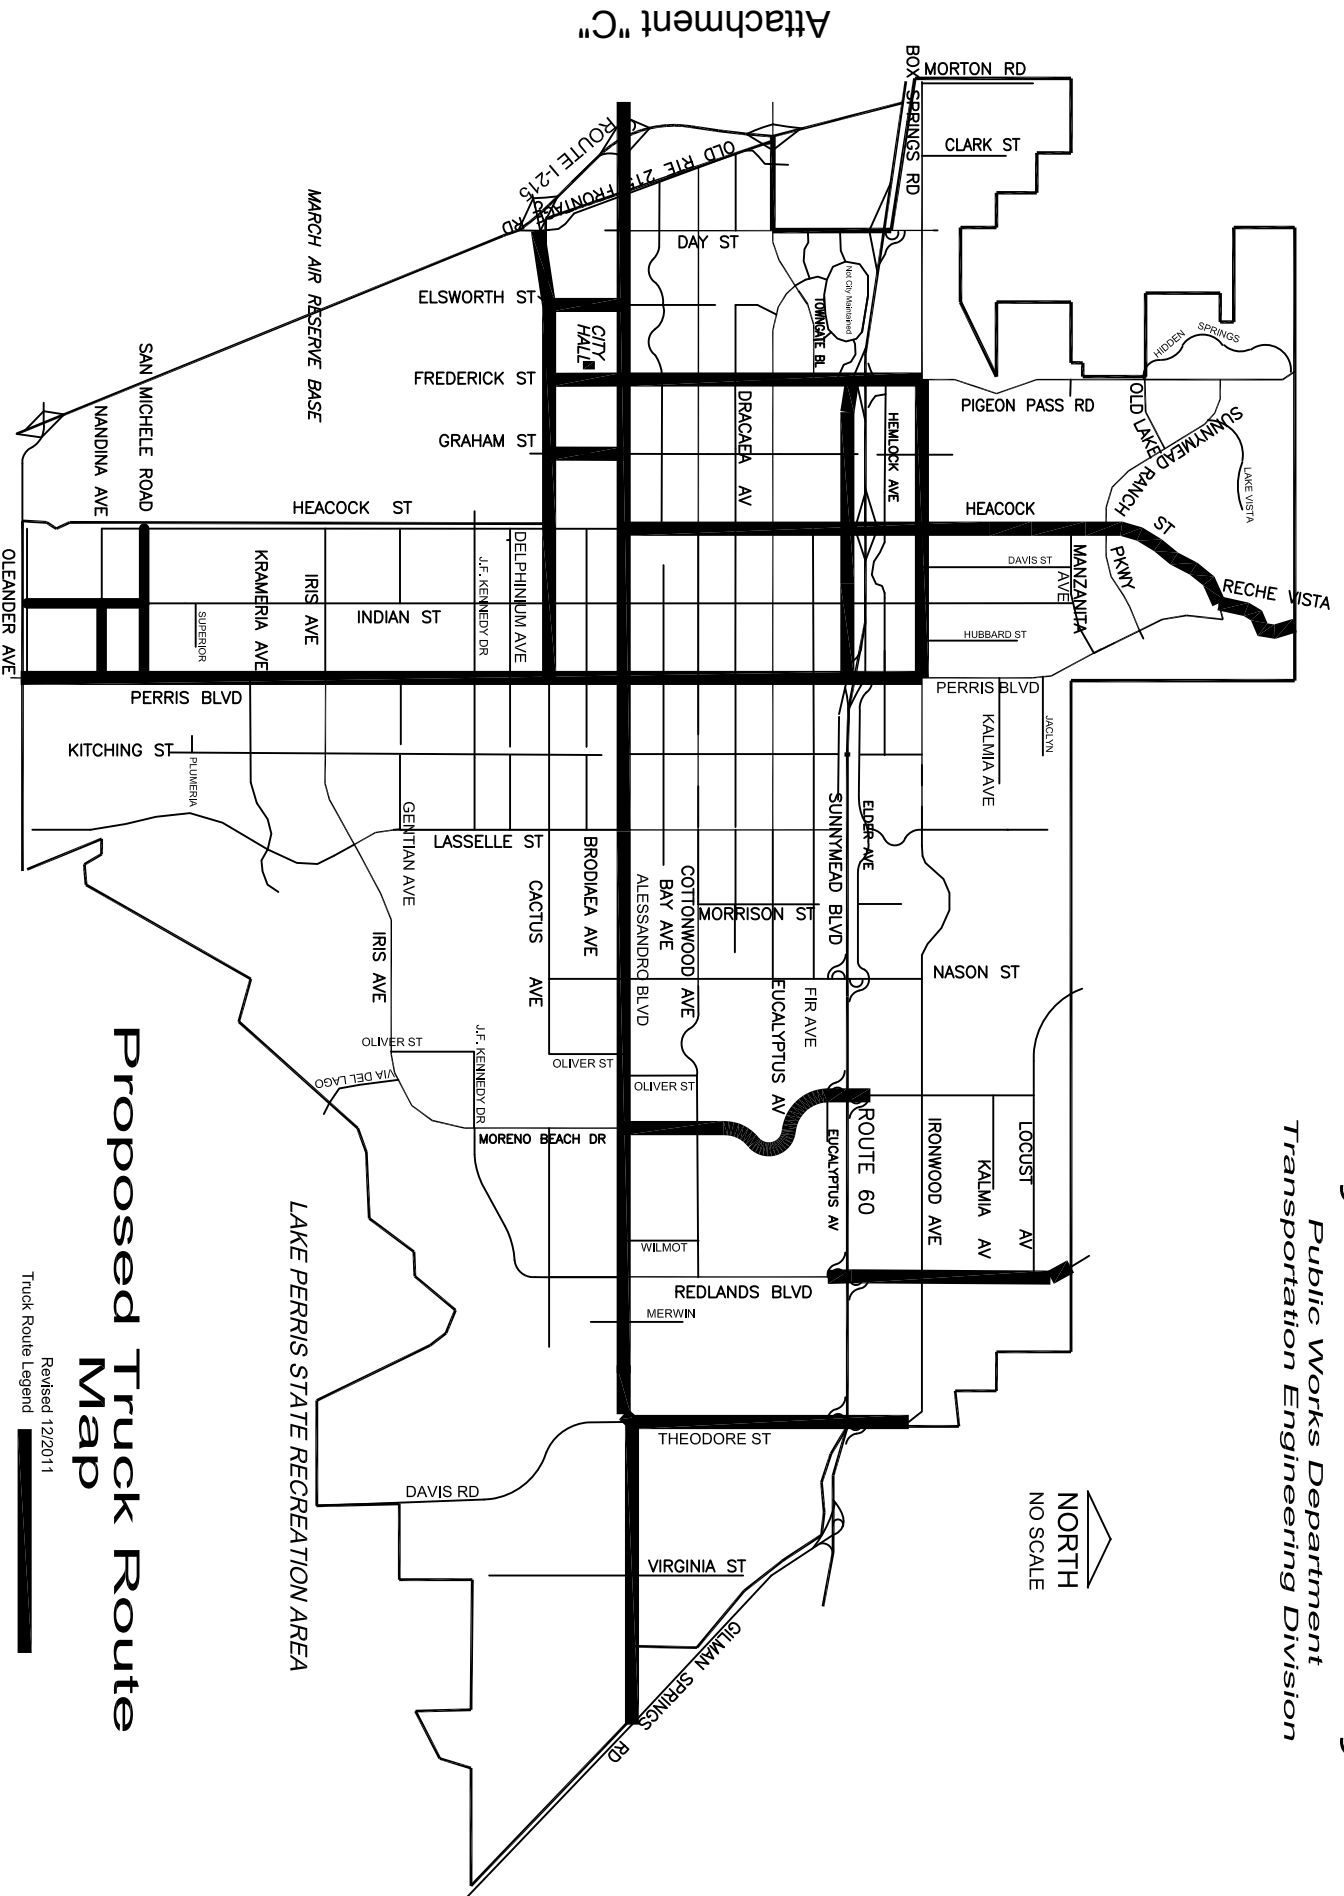 Attachment "C"
Public Works Department
Transportation Engineering Division
NORTH
NO SCALE
MORTON RD
BOX SPRINGS RD
CLARK ST
ROUTE I-215
OLD RTE 215 FRONTAGE RD
MARCH AIR RESERVE BASE
DAY ST
Not City Maintained
TOWNGATE BL
ELSWORTH ST
CITY
HALL
FREDERICK ST
GRAHAM ST
DRACAEA AV
HEMLOCK AVE
PIGEON PASS RD
HIDDEN SPRINGS
OLD LAKE
SUNNYMEAD RANCH PKWY
LAKE VISTA
SAN MICHELE ROAD
NANDINA AVE
OLEANDER AVE
HEACOCK ST
HEACOCK ST
RECHE VISTA
DAVIS ST
MANZANITA AVE
HUBBARD ST
KRAMERIA AVE
IRIS AVE
SUPERIOR
INDIAN ST
J.F. KENNEDY DR
DELPHINIUM AVE
PERRIS BLVD
PERRIS BLVD
KALMIA AVE
JACLYN
KITCHING ST
PLUMERIA
GENTIAN AVE
LASSELLE ST
BRODIAEA AVE
CACTUS AVE
IRIS AVE
ALESSANDRO BLVD
BAY AVE
COTTONWOOD AVE
MORRISON ST
SUNNYMEAD BLVD
ELDER AVE
NASON ST
EUCALYPTUS AV
FIR AVE
OLIVER ST
VIA DEL LAGO
J.F. KENNEDY DR
OLIVER ST
OLIVER ST
MORENO BEACH DR
EUCALYPTUS AV
ROUTE 60
IRONWOOD AVE
KALMIA AV
LOCUST AV
WILMOT
REDLANDS BLVD
MERWIN
THEODORE ST
DAVIS RD
VIRGINIA ST
GILMAN SPRINGS RD
LAKE PERRIS STATE RECREATION AREA
Proposed Truck Route
Map
Revised 12/2011
Truck Route Legend